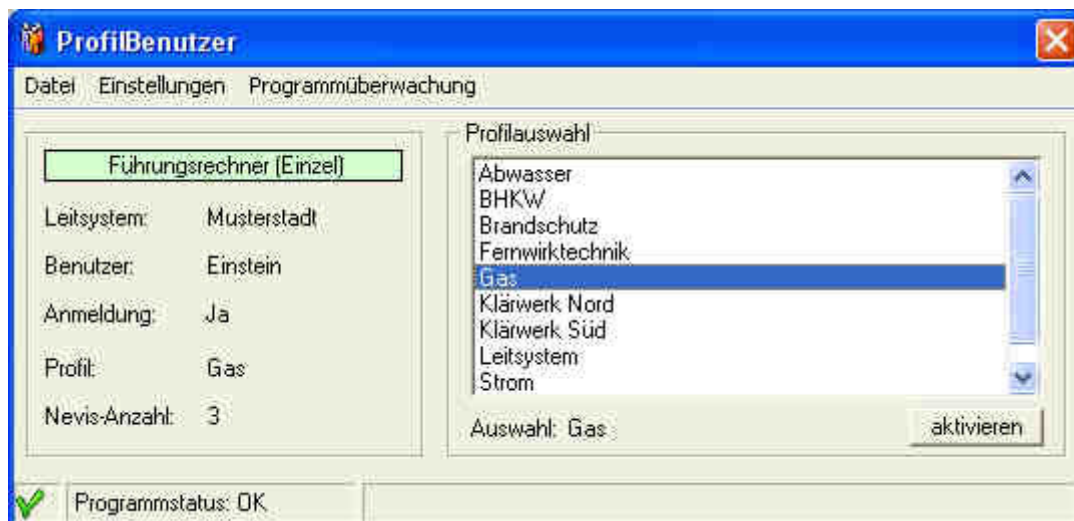 ProfilBenutzer
Datei Einstellungen Programmüberwachung
Führungsrechner (Einzel)
Leitsystem: Musterstadt
Benutzer: Einstein
Anmeldung: Ja
Profil: Gas
Nevis-Anzahl: 3
Profilauswahl
Abwasser
BHKW
Brandschutz
Fernwirktechnik
Gas
Klärwerk Nord
Klärwerk Süd
Leitsystem
Strom
Auswahl: Gas
aktivieren
Programmstatus: OK